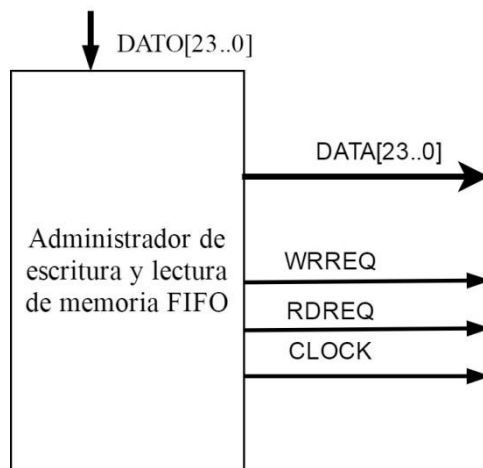 DATO[23..0]
DATA[23..0]
Administrador de
escritura y lectura
de memoria FIFO
WRREQ
RDREQ
CLOCK